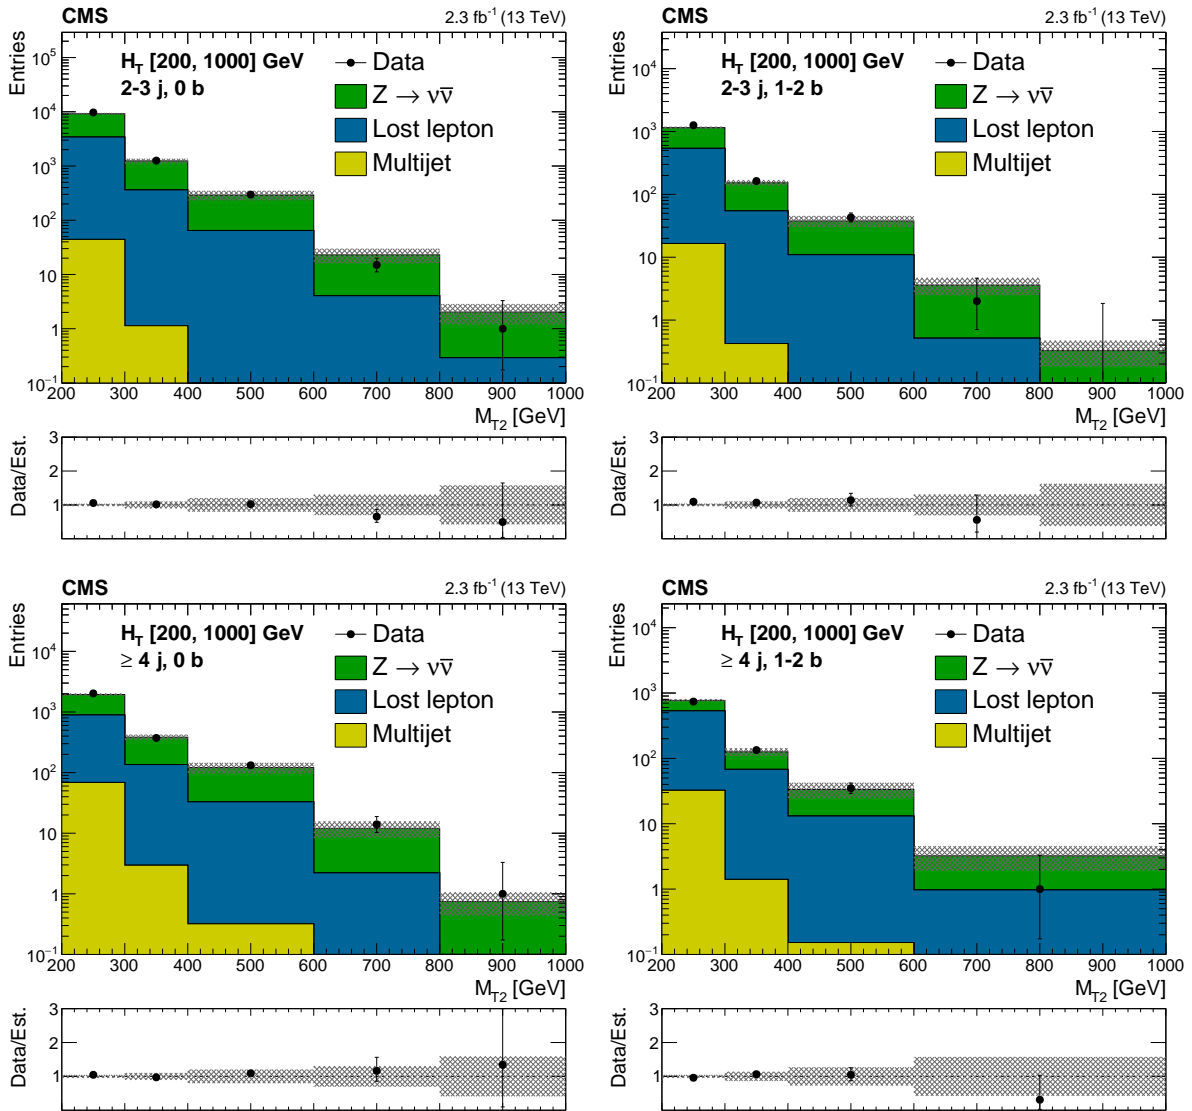 CMS 2.3 fb⁻¹ (13 TeV)
Entries
H_T [200, 1000] GeV
2-3 j, 0 b
Data
Z → νν̅
Lost lepton
Multijet
10⁵
10⁴
10³
10²
10
1
10⁻¹
200 300 400 500 600 700 800 900 1000
M_T2 [GeV]
Data/Est.
3
2
1
CMS 2.3 fb⁻¹ (13 TeV)
Entries
H_T [200, 1000] GeV
2-3 j, 1-2 b
Data
Z → νν̅
Lost lepton
Multijet
10⁴
10³
10²
10
1
10⁻¹
200 300 400 500 600 700 800 900 1000
M_T2 [GeV]
Data/Est.
3
2
1
CMS 2.3 fb⁻¹ (13 TeV)
Entries
H_T [200, 1000] GeV
≥ 4 j, 0 b
Data
Z → νν̅
Lost lepton
Multijet
10⁴
10³
10²
10
1
10⁻¹
200 300 400 500 600 700 800 900 1000
M_T2 [GeV]
Data/Est.
3
2
1
CMS 2.3 fb⁻¹ (13 TeV)
Entries
H_T [200, 1000] GeV
≥ 4 j, 1-2 b
Data
Z → νν̅
Lost lepton
Multijet
10⁴
10³
10²
10
1
10⁻¹
200 300 400 500 600 700 800 900 1000
M_T2 [GeV]
Data/Est.
3
2
1